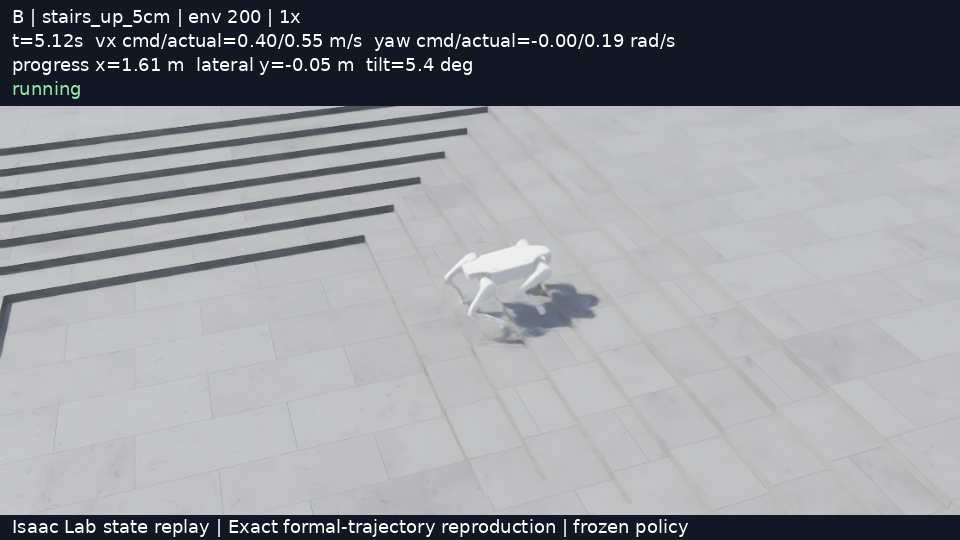 B | stairs_up_5cm | env 200 | 1x
t=5.12s  vx cmd/actual=0.40/0.55 m/s  yaw cmd/actual=-0.00/0.19 rad/s
progress x=1.61 m  lateral y=-0.05 m  tilt=5.4 deg
running
Isaac Lab state replay | Exact formal-trajectory reproduction | frozen policy